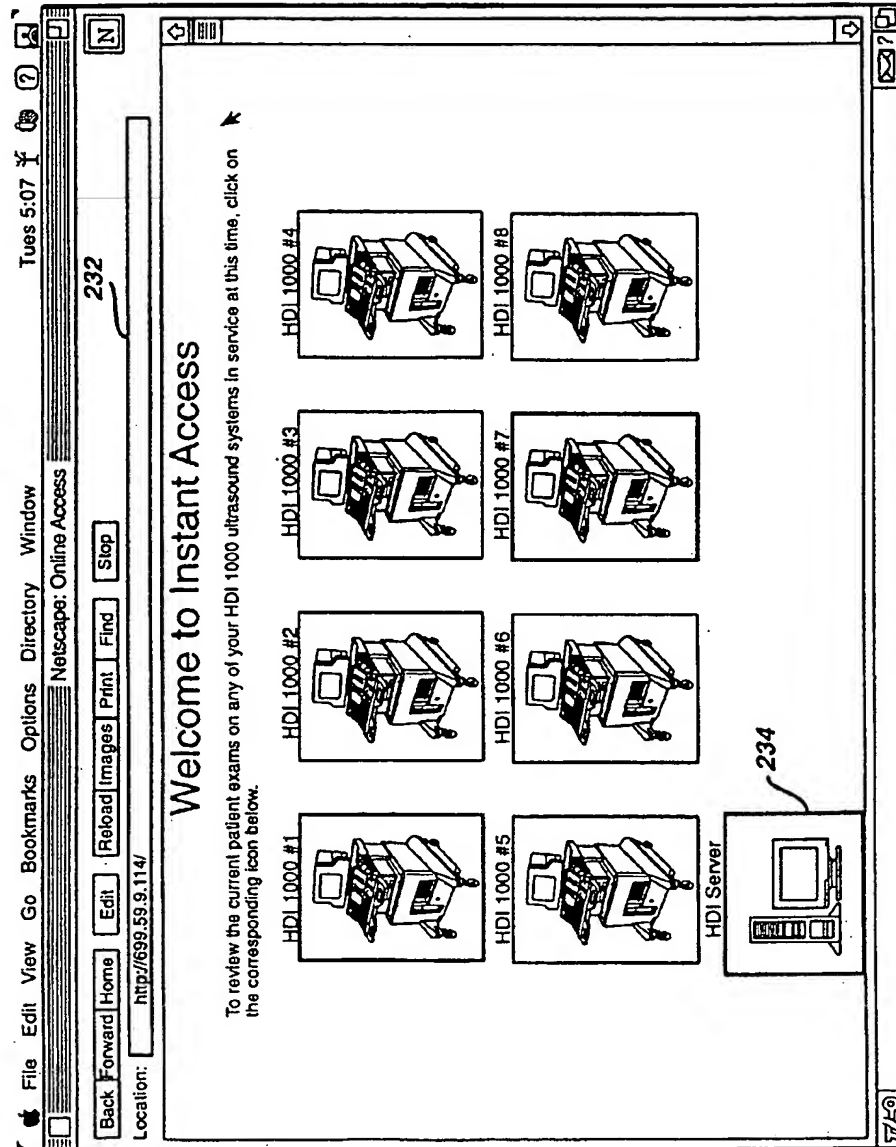 File Edit View Go Bookmarks Options Directory Window Tues 5:07 ?
Netscape: Online Access
Back Forward Home Edit Reload Images Print Find Stop
N
Location: http://699.59.9.114/
232
Welcome to Instant Access
To review the current patient exams on any of your HDI 1000 ultrasound systems in service at this time, click on
the corresponding icon below.
HDI 1000 #1 HDI 1000 #2 HDI 1000 #3 HDI 1000 #4
HDI 1000 #5 HDI 1000 #6 HDI 1000 #7 HDI 1000 #8
HDI Server
234
?